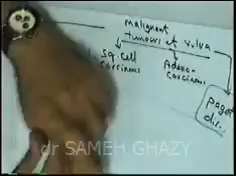 malignant
tumours of vulva
sq. cell
carcinoma
Adeno-
carcinoma
paget
dis.
dr SAMEH GHAZY